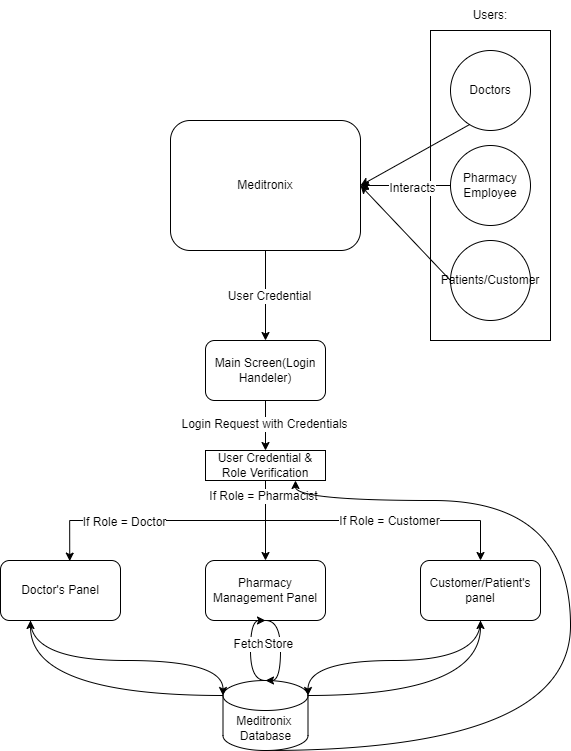 Users:
Doctors
Meditronix
Interacts
Pharmacy
Employee
Patients/Customer
User Credential
Main Screen(Login
Handeler)
Login Request with Credentials
User Credential &
Role Verification
If Role = Pharmacist
If Role = Doctor
If Role = Customer
Doctor's Panel
Pharmacy
Management Panel
Customer/Patient's
panel
Fetch
Store
Meditronix
Database